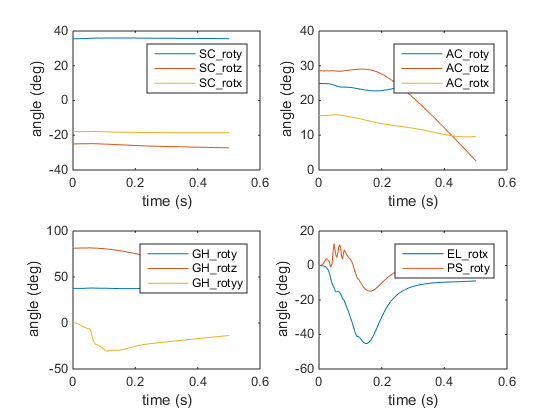 40
20
0
-20
-40
0
0.2
0.4
0.6
angle (deg)
time (s)
SC_roty
SC_rotz
SC_rotx
40
30
20
10
0
0
0.2
0.4
0.6
angle (deg)
time (s)
AC_roty
AC_rotz
AC_rotx
100
50
0
-50
0
0.2
0.4
0.6
angle (deg)
time (s)
GH_roty
GH_rotz
GH_rotyy
20
0
-20
-40
-60
0
0.2
0.4
0.6
angle (deg)
time (s)
EL_rotx
PS_roty